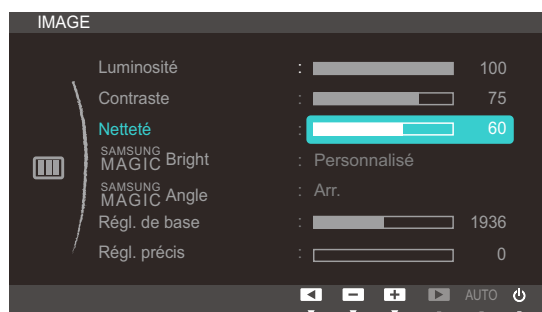 IMAGE
Luminosité : 100
Contraste : 75
Netteté : 60
SAMSUNG MAGIC Bright : Personnalisé
SAMSUNG MAGIC Angle : Arr.
Régl. de base : 1936
Régl. précis : 0
AUTO